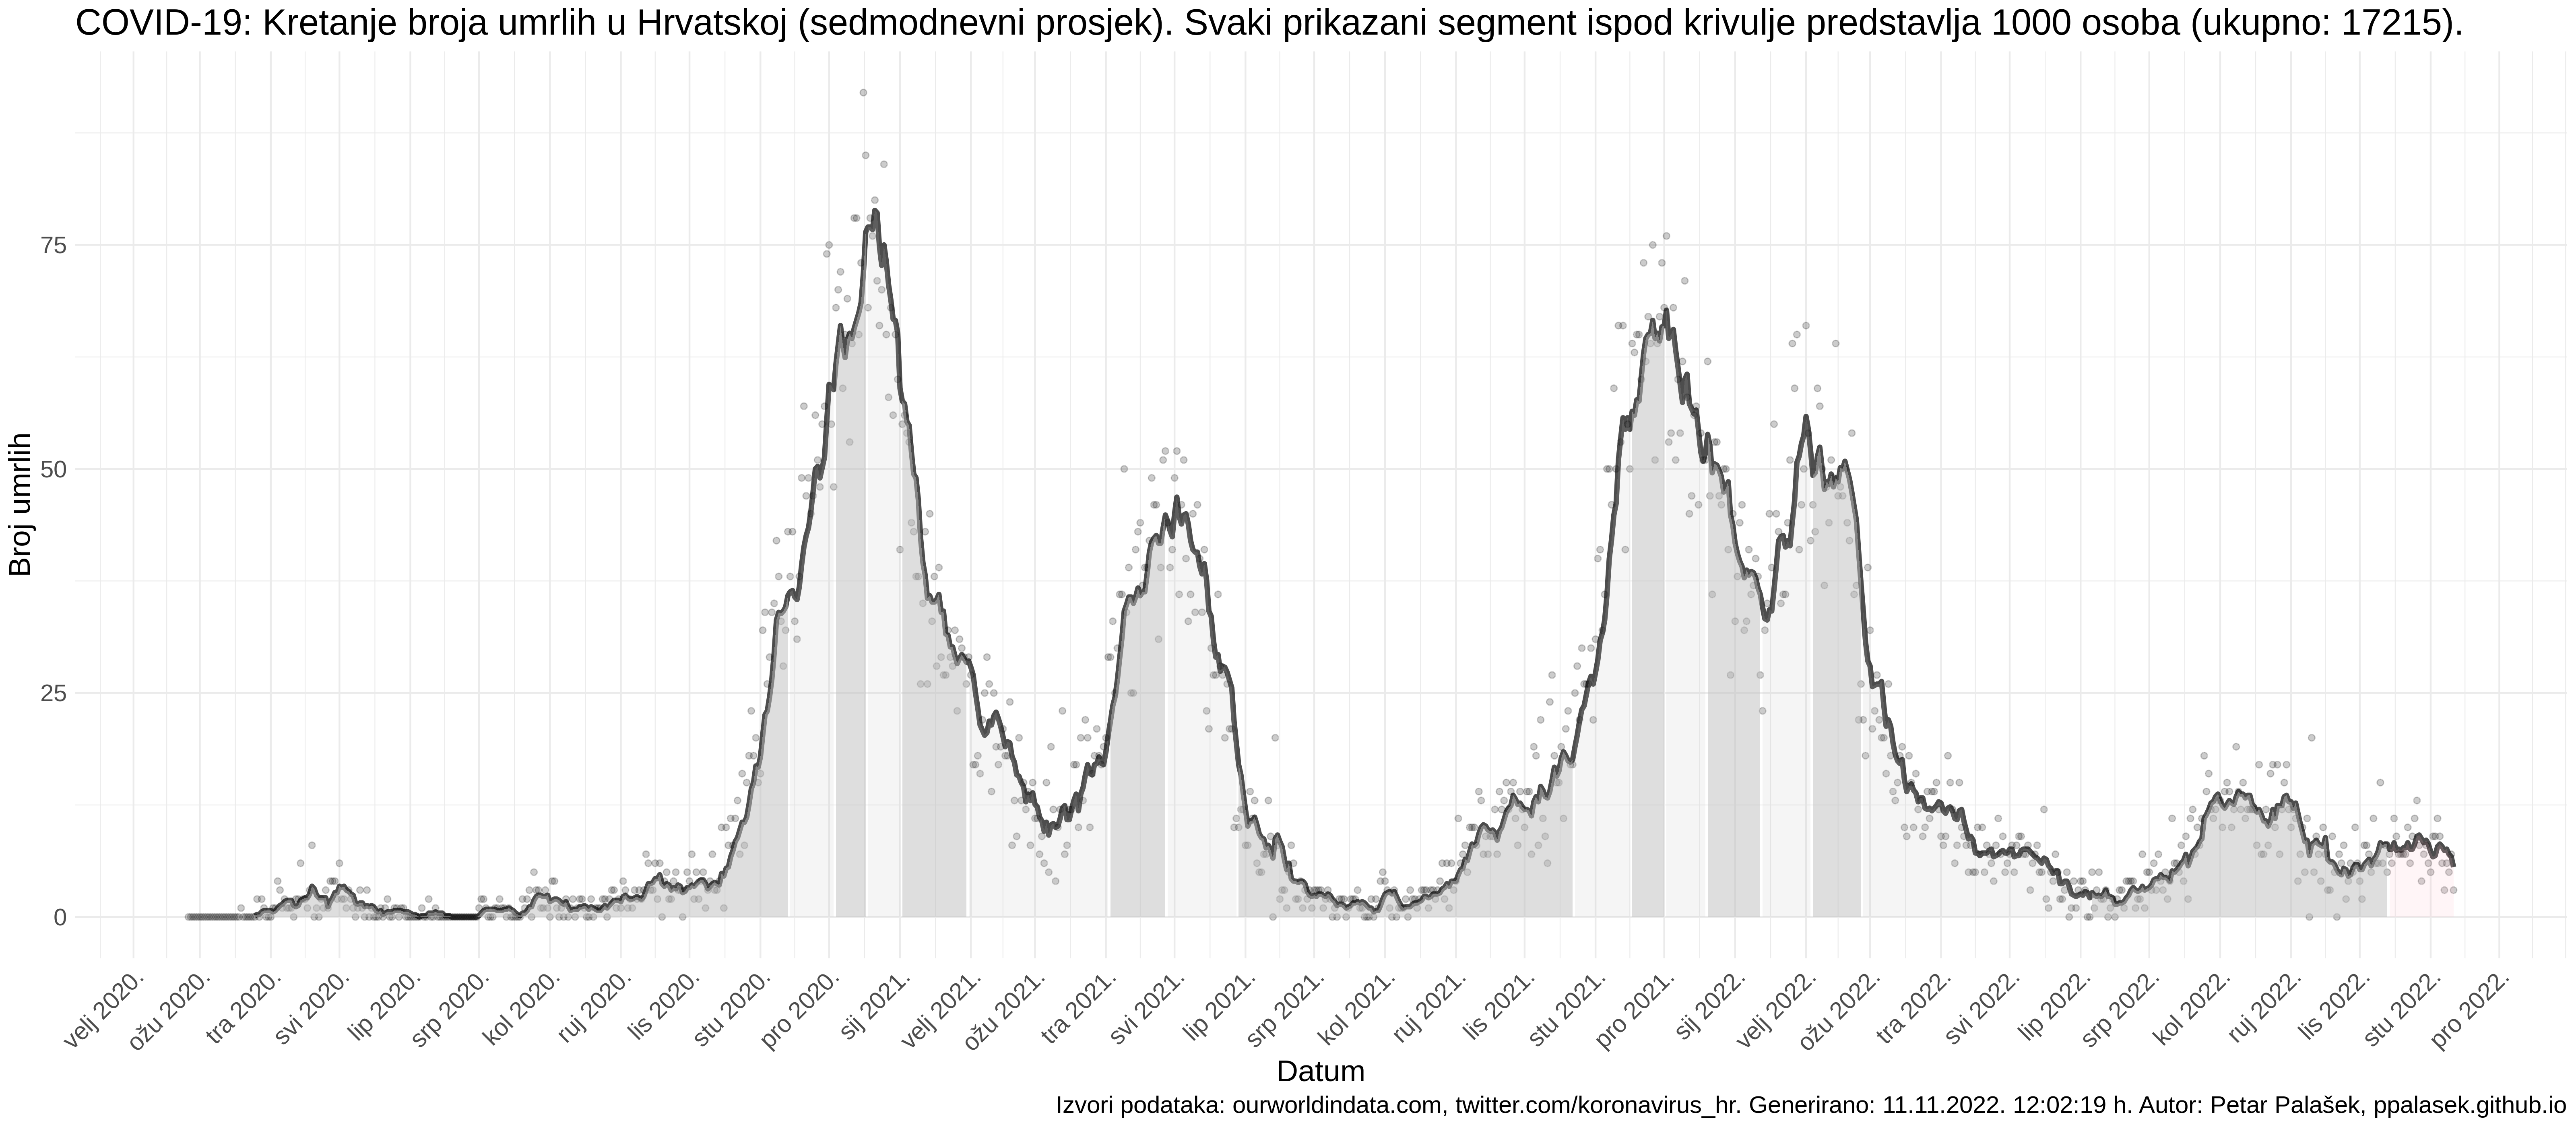 COVID-19: Kretanje broja umrlih u Hrvatskoj (sedmodnevni prosjek). Svaki prikazani segment ispod krivulje predstavlja 1000 osoba (ukupno: 17215).
Broj umrlih
75
50
25
0
velj 2020.
ožu 2020.
tra 2020.
svi 2020.
lip 2020.
srp 2020.
kol 2020.
ruj 2020.
lis 2020.
stu 2020.
pro 2020.
sij 2021.
velj 2021.
ožu 2021.
tra 2021.
svi 2021.
lip 2021.
srp 2021.
kol 2021.
ruj 2021.
lis 2021.
stu 2021.
pro 2021.
sij 2022.
velj 2022.
ožu 2022.
tra 2022.
svi 2022.
lip 2022.
srp 2022.
kol 2022.
ruj 2022.
lis 2022.
stu 2022.
pro 2022.
Datum
Izvori podataka: ourworldindata.com, twitter.com/koronavirus_hr. Generirano: 11.11.2022. 12:02:19 h. Autor: Petar Palašek, ppalasek.github.io